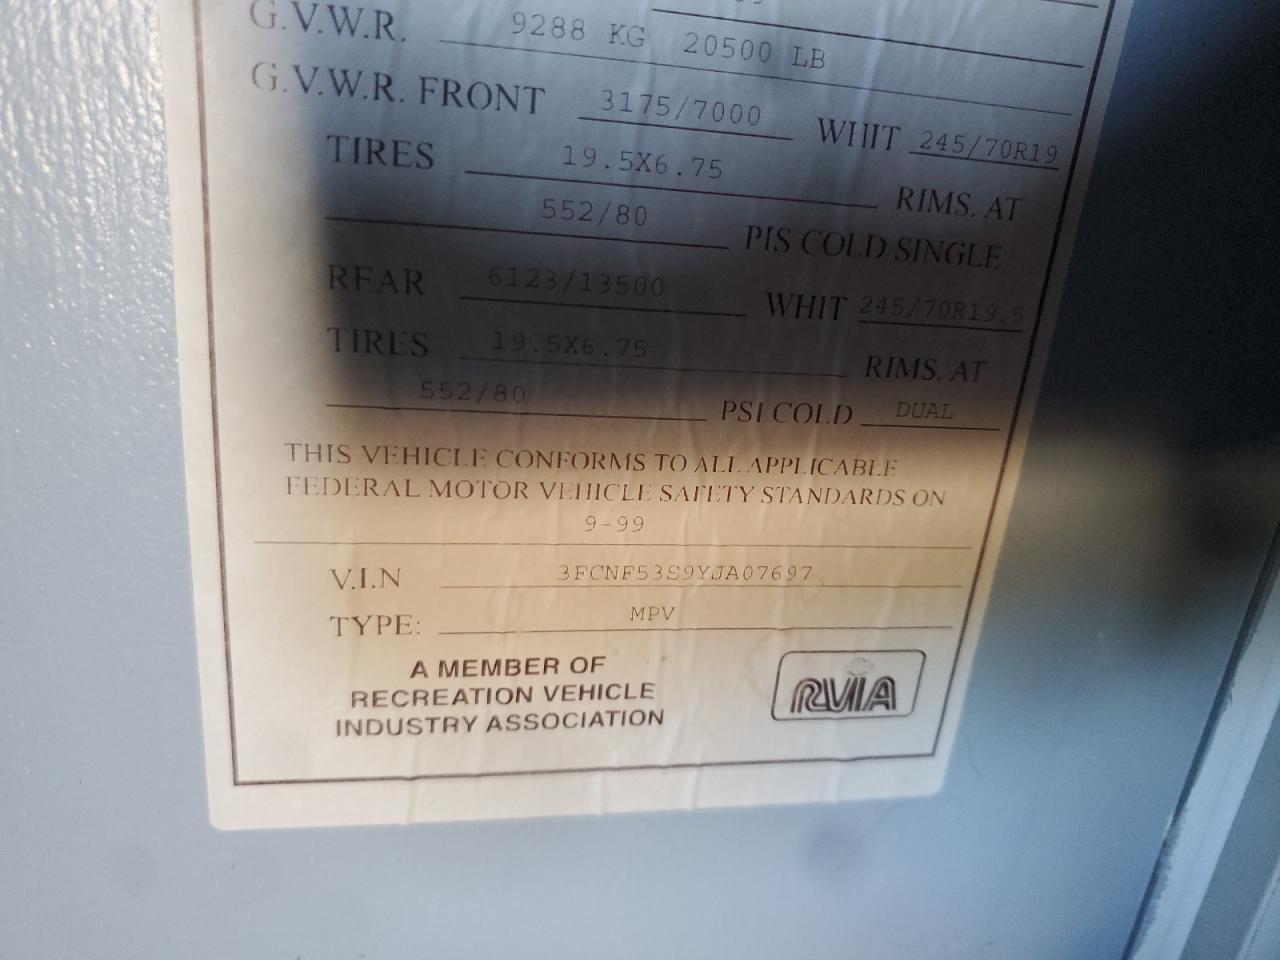 G.V.W.R. 9288 KG 20500 LB
G.V.W.R. FRONT 3175/7000 WHIT 245/70R19
TIRES 19.5X6.75 RIMS. AT
552/80 PIS COLD SINGLE
REAR 6123/13500 WHIT 245/70R19.5
TIRES 19.5X6.75 RIMS. AT
552/80 PSI COLD DUAL
THIS VEHICLE CONFORMS TO ALL APPLICABLE
FEDERAL MOTOR VEHICLE SAFETY STANDARDS ON
9-99
V.I.N 3FCNF53S9YJA07697
TYPE: MPV
A MEMBER OF
RECREATION VEHICLE
INDUSTRY ASSOCIATION
RVIA